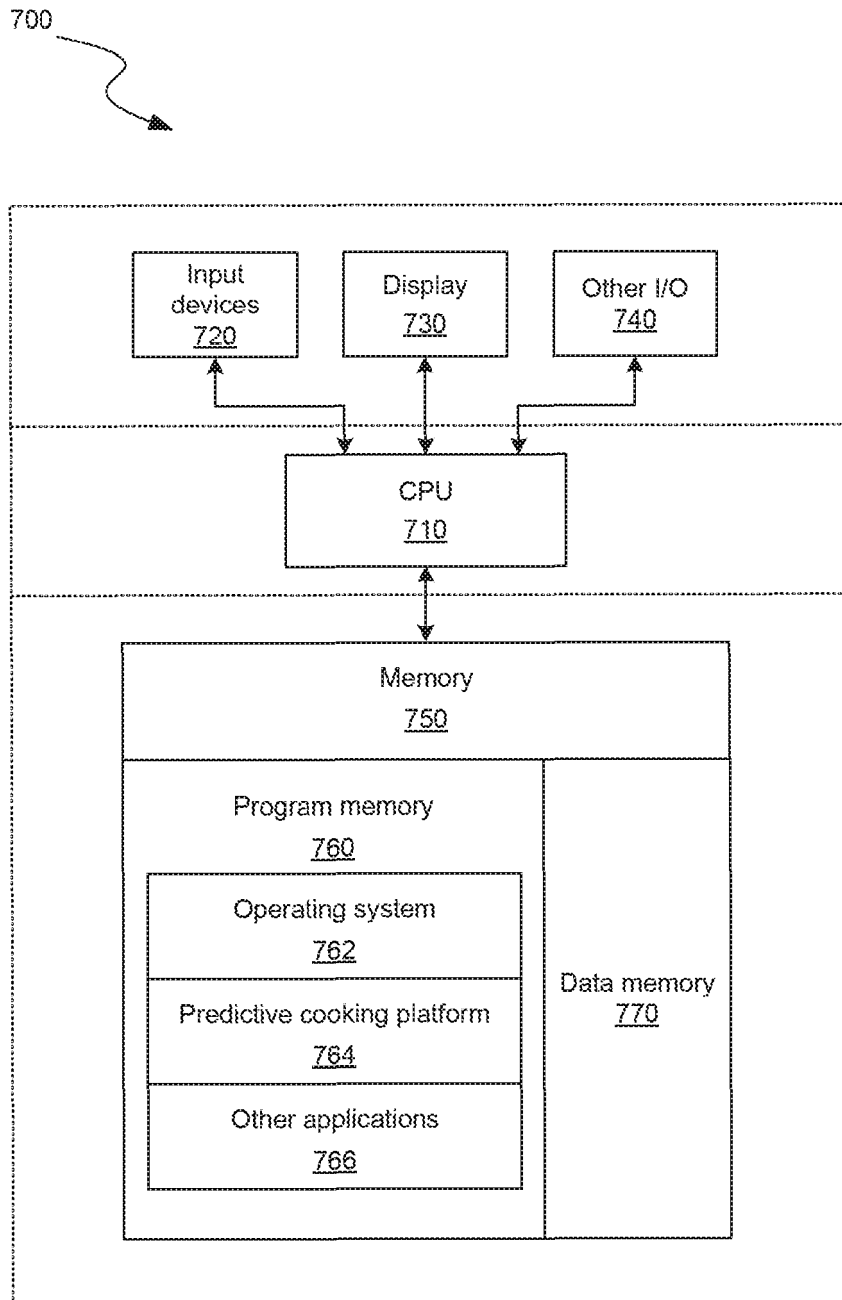 700
Input
devices
720
Display
730
Other I/O
740
CPU
710
Memory
750
Program memory
760
Operating system
762
Predictive cooking platform
764
Other applications
766
Data memory
770